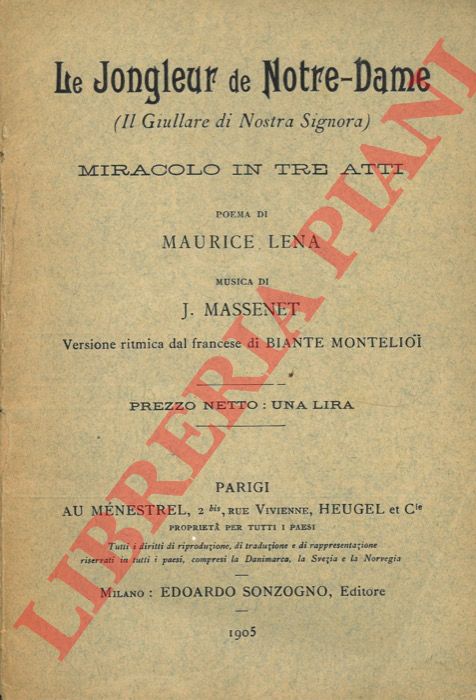 Le Jongleur de Notre-Dame
(Il Giullare di Nostra Signora)
MIRACOLO IN TRE ATTI
POEMA DI
MAURICE LENA
MUSICA DI
J. MASSENET
Versione ritmica dal francese di BIANTE MONTELIOÏ
PREZZO NETTO : UNA LIRA
PARIGI
AU MÉNESTREL, 2 bis, RUE VIVIENNE, HEUGEL et Cie
PROPRIETÀ PER TUTTI I PAESI
Tutti i diritti di riproduzione, di traduzione e di rappresentazione
riservati in tutti i paesi, compresi la Danimarca, la Svezia e la Norvegia
MILANO : EDOARDO SONZOGNO, Editore
1905
LIBRERIA PIANI
LIBRERIA PIANI